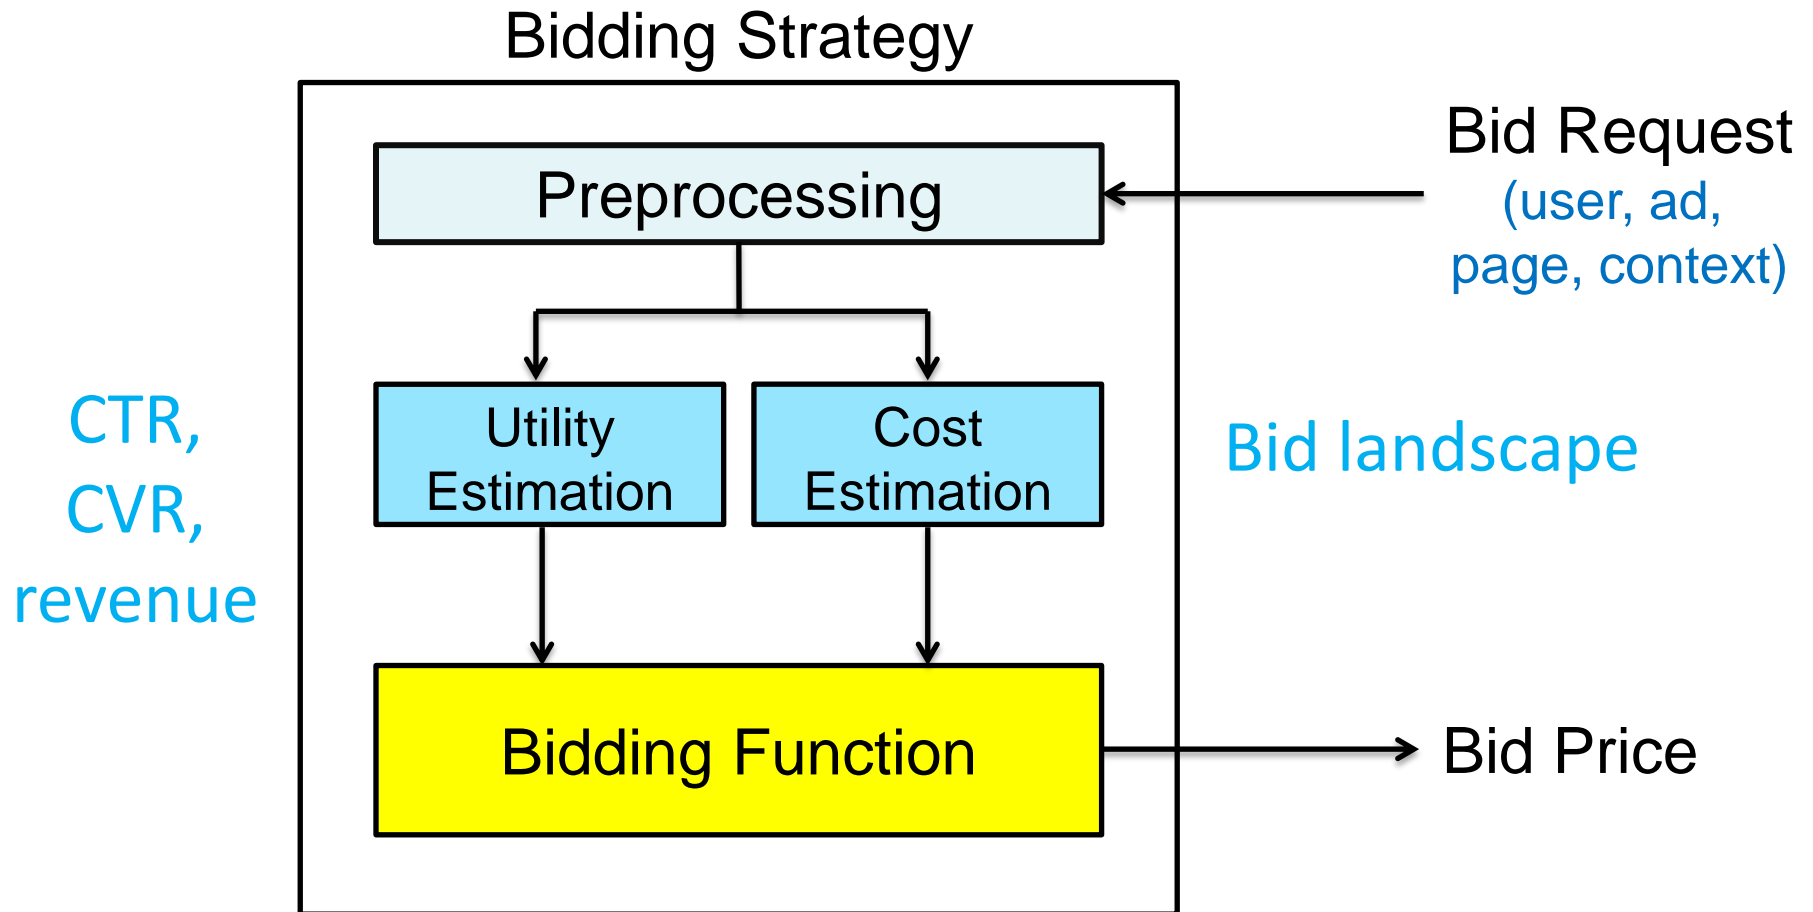 Bidding Strategy
Preprocessing
Bid Request
(user, ad,
page, context)
CTR,
CVR,
revenue
Utility
Estimation
Cost
Estimation
Bid landscape
Bidding Function
Bid Price